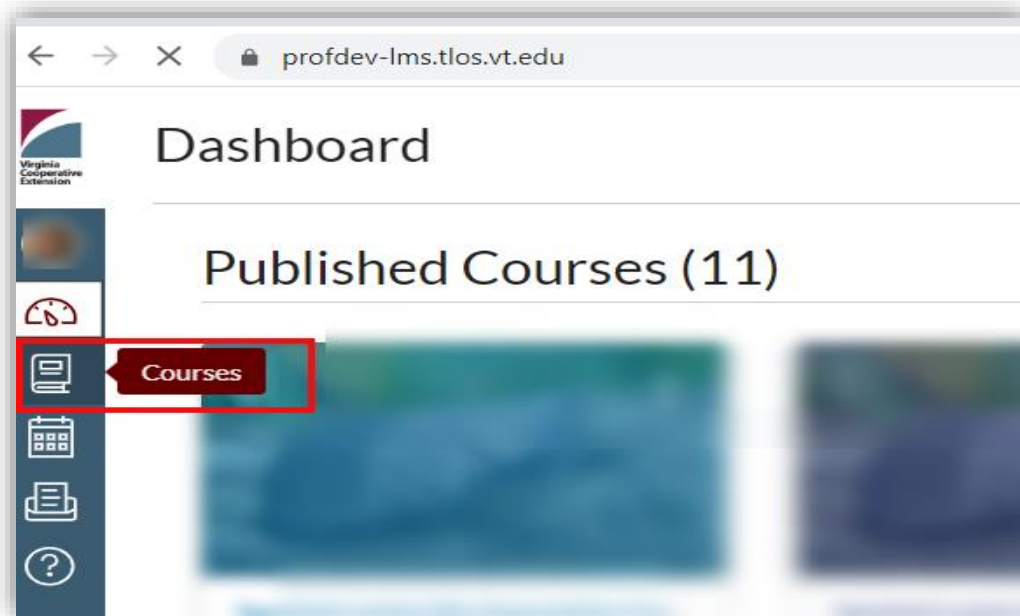 profdev-lms.tlos.vt.edu
Virginia
Cooperative
Extension
Dashboard
Published Courses (11)
Courses